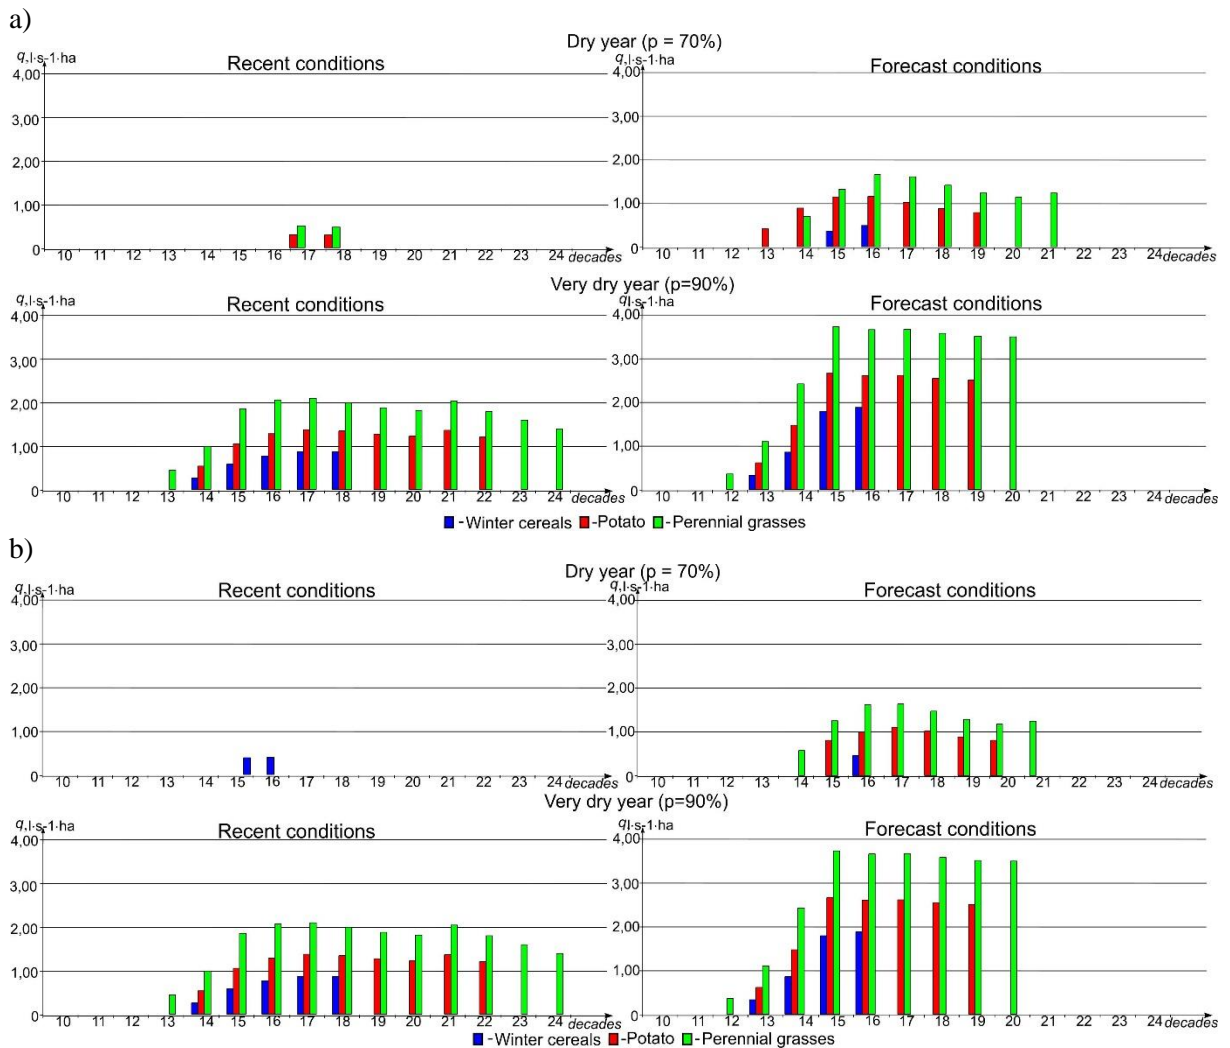 a)
Dry year (p = 70%)
q,l·s-1·ha
Recent conditions
4,00
3,00
2,00
1,00
0
10 11 12 13 14 15 16 17 18 19 20 21 22 23 24 decades
q,l·s-1·ha
Forecast conditions
4,00
3,00
2,00
1,00
0
10 11 12 13 14 15 16 17 18 19 20 21 22 23 24 decades
Very dry year (p=90%)
q,l·s-1·ha
Recent conditions
4,00
3,00
2,00
1,00
0
10 11 12 13 14 15 16 17 18 19 20 21 22 23 24 decades
ql·s-1·ha
Forecast conditions
4,00
3,00
2,00
1,00
0
10 11 12 13 14 15 16 17 18 19 20 21 22 23 24 decades
-Winter cereals -Potato -Perennial grasses
b)
Dry year (p = 70%)
q,l·s-1·ha
Recent conditions
4,00
3,00
2,00
1,00
0
10 11 12 13 14 15 16 17 18 19 20 21 22 23 24 decades
q,l·s-1·ha
Forecast conditions
4,00
3,00
2,00
1,00
0
10 11 12 13 14 15 16 17 18 19 20 21 22 23 24 decades
Very dry year (p=90%)
q,l·s-1·ha
Recent conditions
4,00
3,00
2,00
1,00
0
10 11 12 13 14 15 16 17 18 19 20 21 22 23 24 decades
ql·s-1·ha
Forecast conditions
4,00
3,00
2,00
1,00
0
10 11 12 13 14 15 16 17 18 19 20 21 22 23 24 decades
-Winter cereals -Potato -Perennial grasses